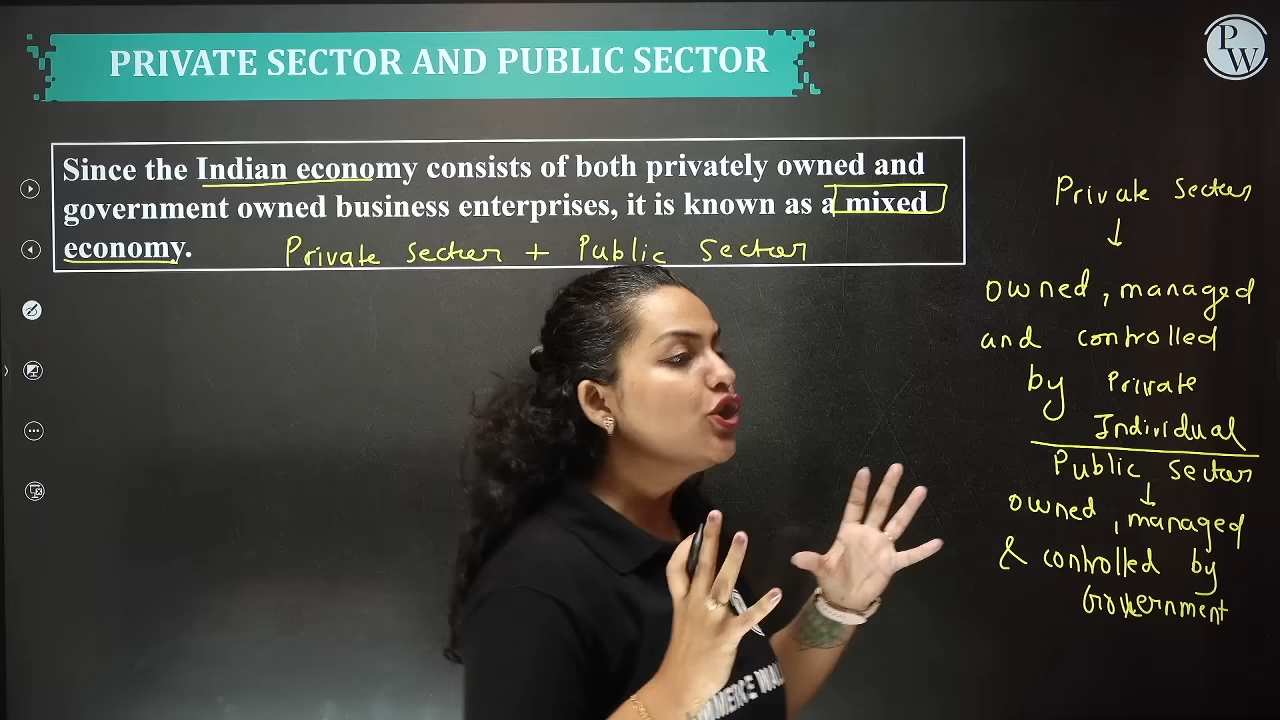 PRIVATE SECTOR AND PUBLIC SECTOR
PW
Since the Indian economy consists of both privately owned and
government owned business enterprises, it is known as a mixed
economy.
Private sector + Public Sector
Private Sector
↓
owned, managed
and controlled
by Private
Individual
Public Sector
↓
owned, managed
& controlled by
Government